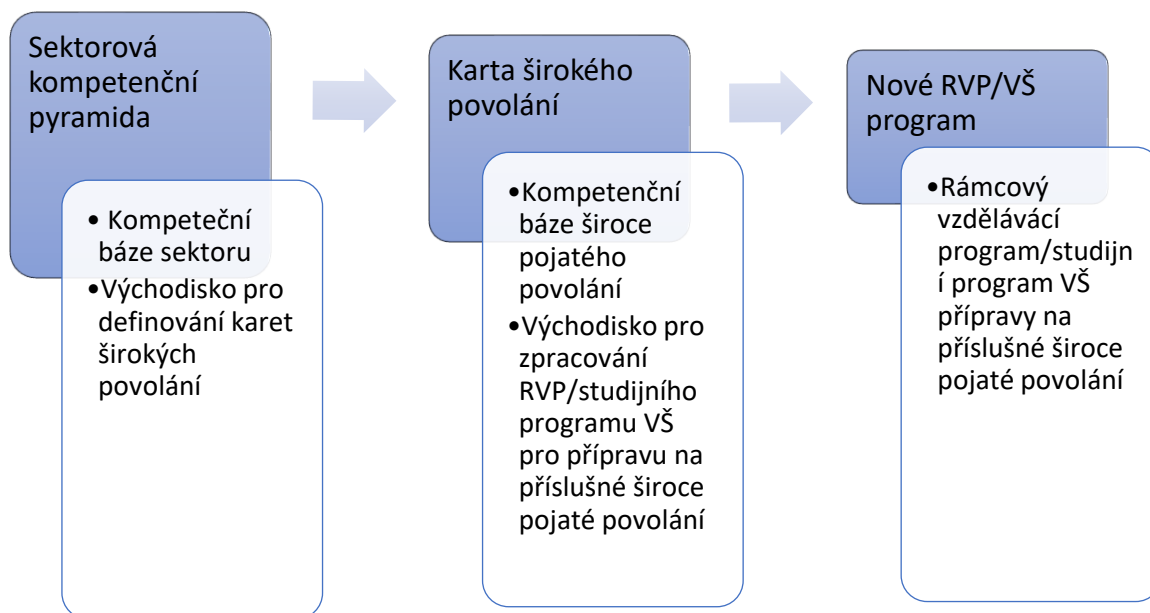 Sektorová
kompetenční
pyramida
• Kompeteční
báze sektoru
•Východisko pro
definování karet
širokých
povolání
Karta širokého
povolání
•Kompetenční
báze široce
pojatého
povolání
•Východisko pro
zpracování
RVP/studijního
programu VŠ
pro přípravu na
příslušné široce
pojaté povolání
Nové RVP/VŠ
program
•Rámcový
vzdělávácí
program/studijn
í program VŠ
přípravy na
příslušné široce
pojaté povolání